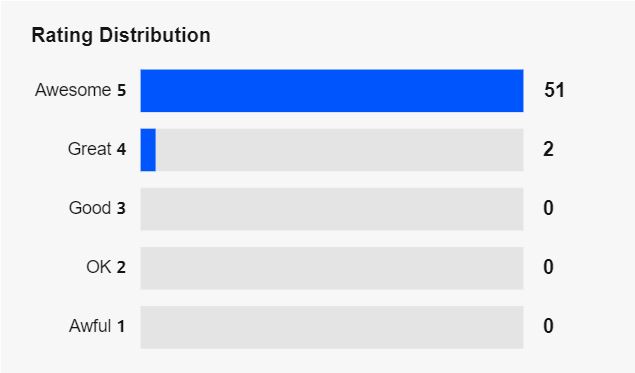 Rating Distribution
Awesome 5 51
Great 4 2
Good 3 0
OK 2 0
Awful 1 0